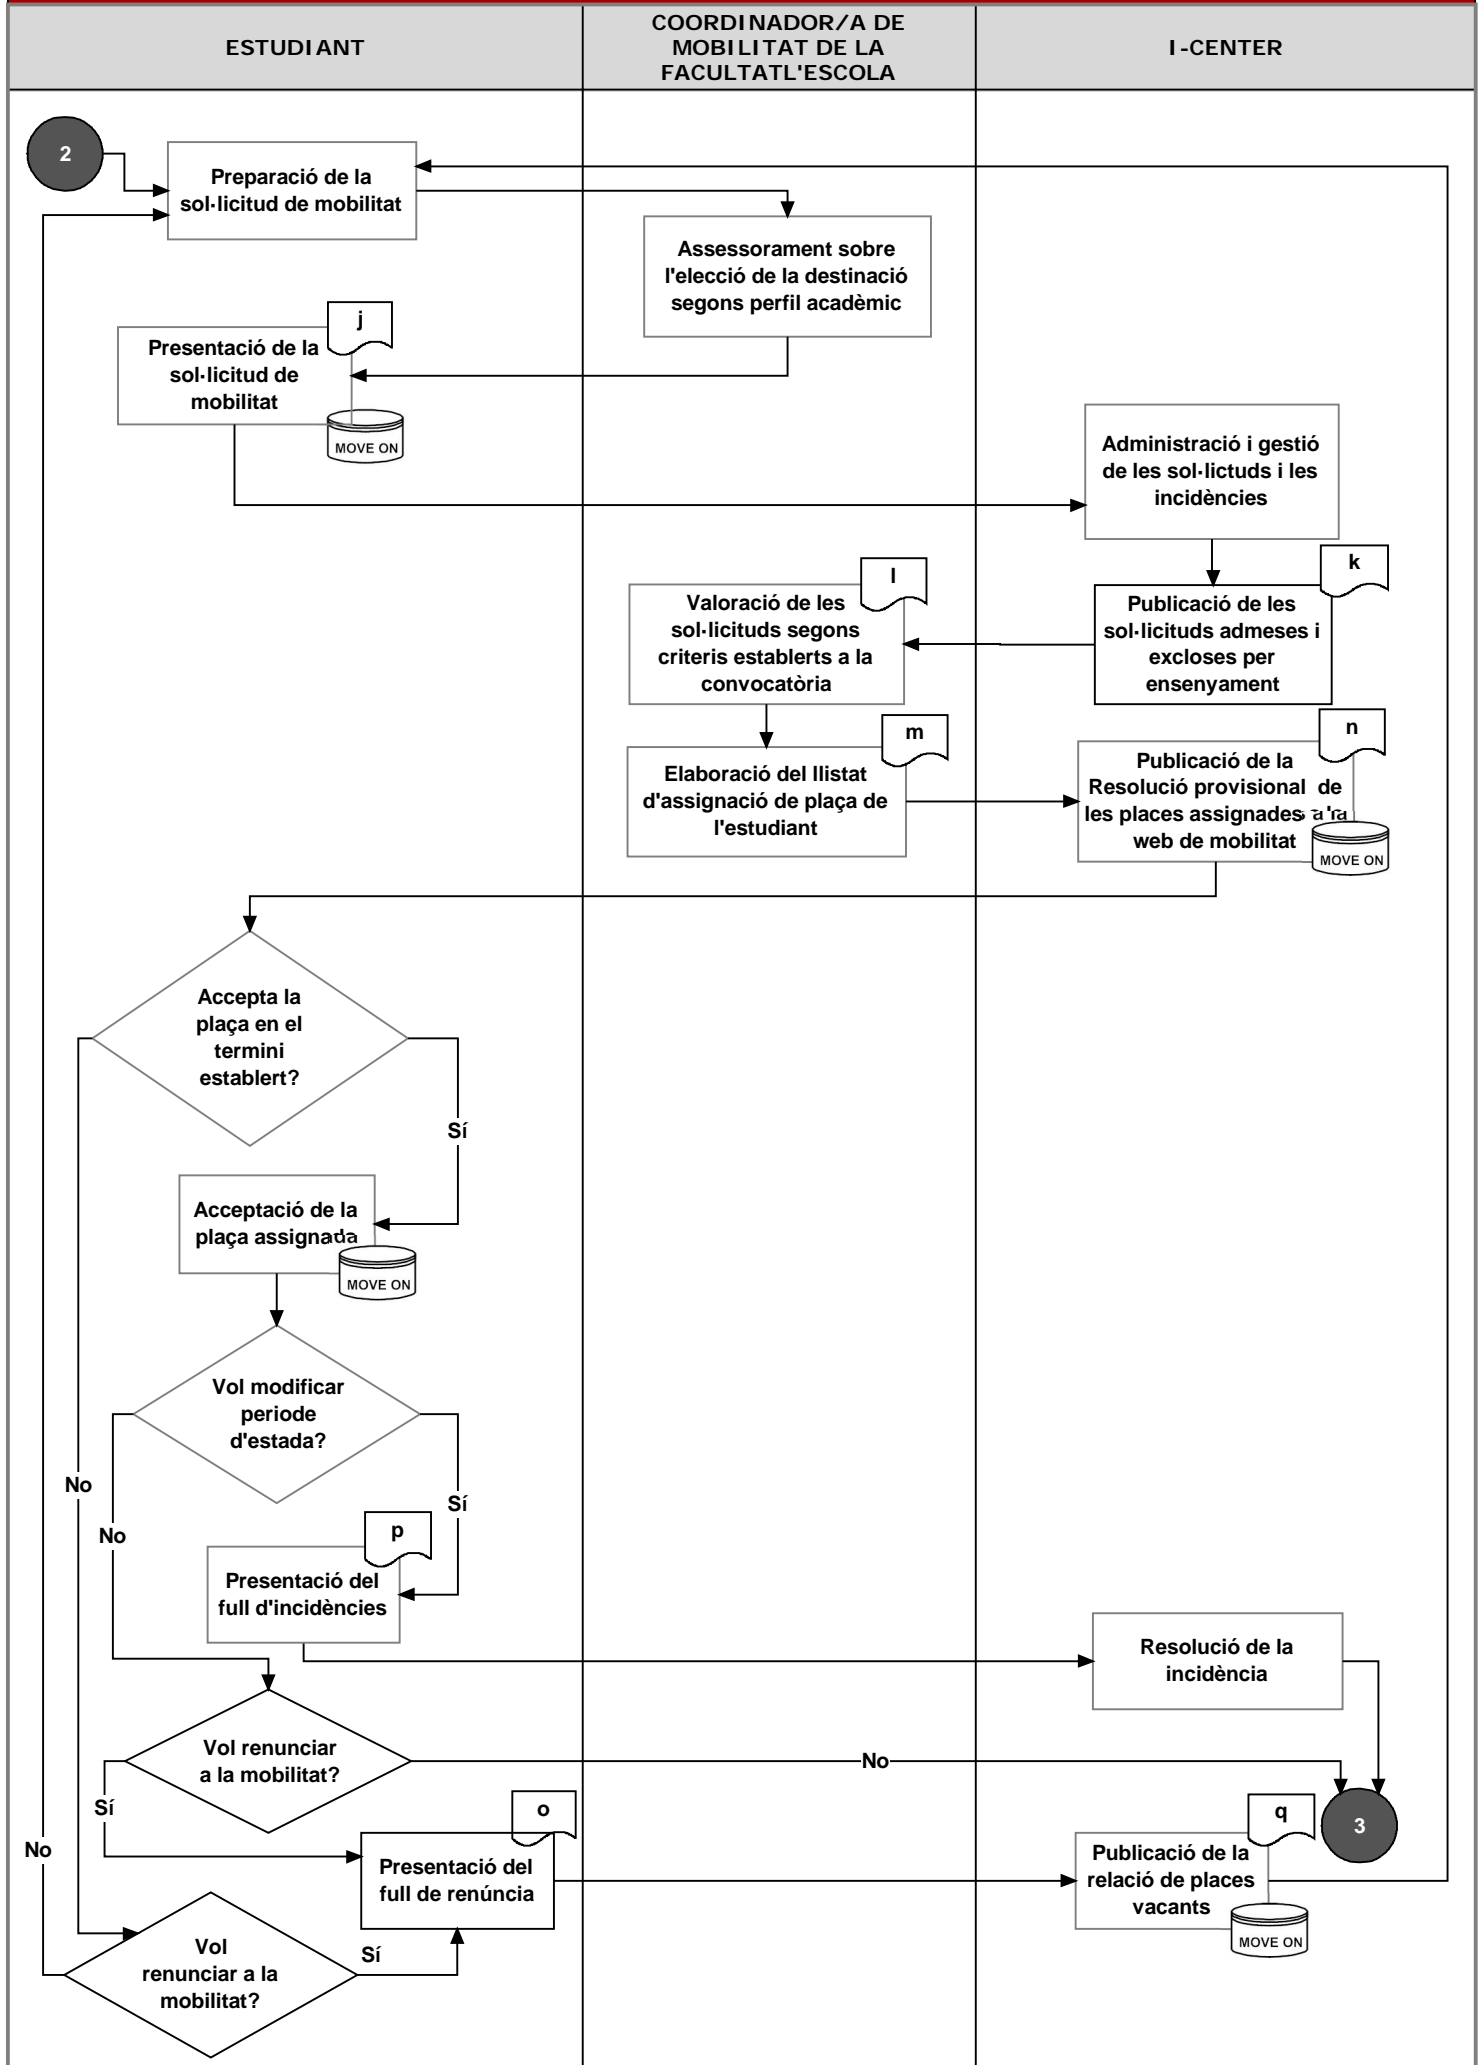 ESTUDIANT
COORDINADOR/A DE
MOBILITAT DE LA
FACULTATL'ESCOLA
I-CENTER
2
Preparació de la
sol·licitud de mobilitat
Assessorament sobre
l'elecció de la destinació
segons perfil acadèmic
j
Presentació de la
sol·licitud de
mobilitat
MOVE ON
Administració i gestió
de les sol·lictuds i les
incidències
k
Publicació de les
sol·licituds admeses i
excloses per
ensenyament
l
Valoració de les
sol·licituds segons
criteris establerts a la
convocatòria
m
Elaboració del llistat
d'assignació de plaça de
l'estudiant
n
Publicació de la
Resolució provisional de
les places assignades a la
web de mobilitat
MOVE ON
Accepta la
plaça en el
termini
establert?
Sí
Acceptació de la
plaça assignada
MOVE ON
Vol modificar
periode
d'estada?
No
Sí
No
p
Presentació del
full d'incidències
Resolució de la
incidència
Vol renunciar
a la mobilitat?
No
Sí
o
Presentació del
full de renúncia
q
3
Publicació de la
relació de places
vacants
MOVE ON
No
Vol
renunciar a la
mobilitat?
Sí